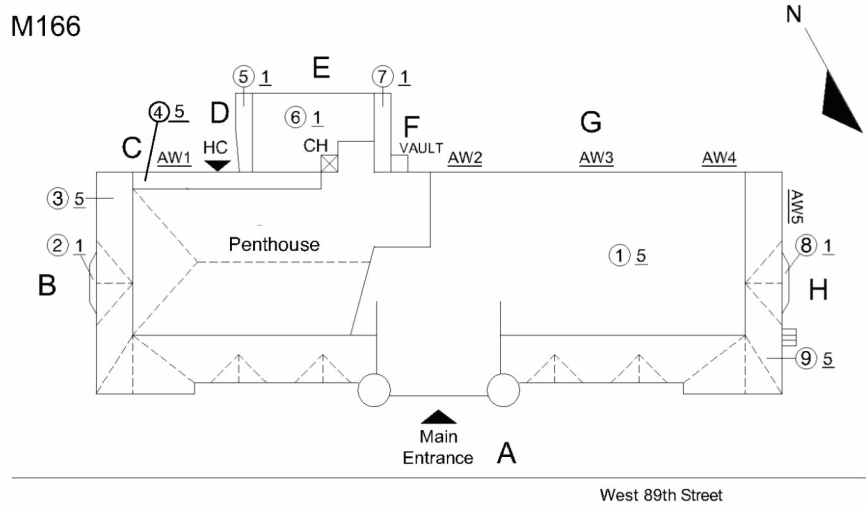 M166
N
E
⑤ 1
⑦ 1
④ 5
D
⑥ 1
F
G
C
AW1
HC
CH
VAULT
AW2
AW3
AW4
③ 5
AW5
② 1
Penthouse
① 5
⑧ 1
B
H
⑨ 5
Main
Entrance
A
West 89th Street